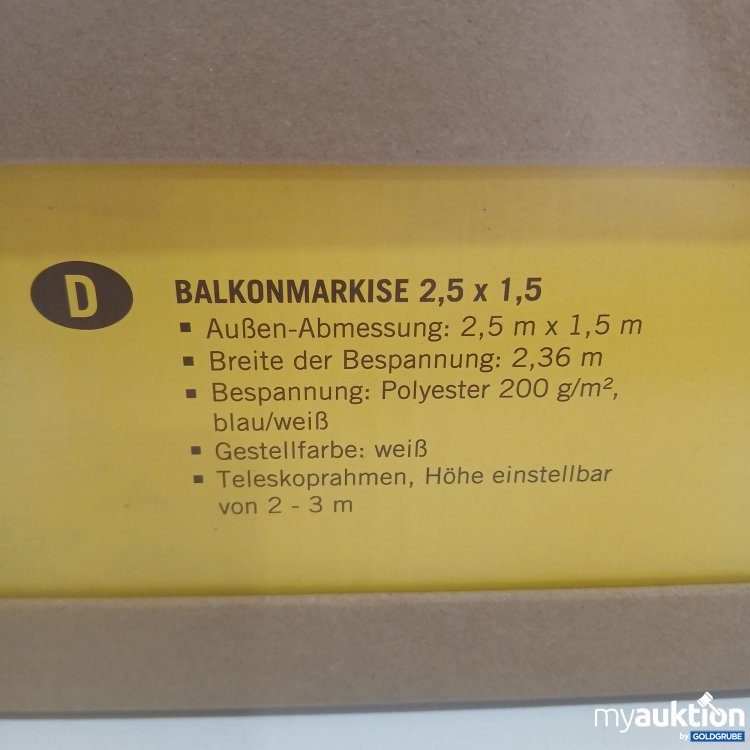 D
BALKONMARKISE 2,5 x 1,5
▪ Außen-Abmessung: 2,5 m x 1,5 m
▪ Breite der Bespannung: 2,36 m
▪ Bespannung: Polyester 200 g/m²,
blau/weiß
▪ Gestellfarbe: weiß
▪ Teleskoprahmen, Höhe einstellbar
von 2 - 3 m
myauktion
by GOLDGRUBE